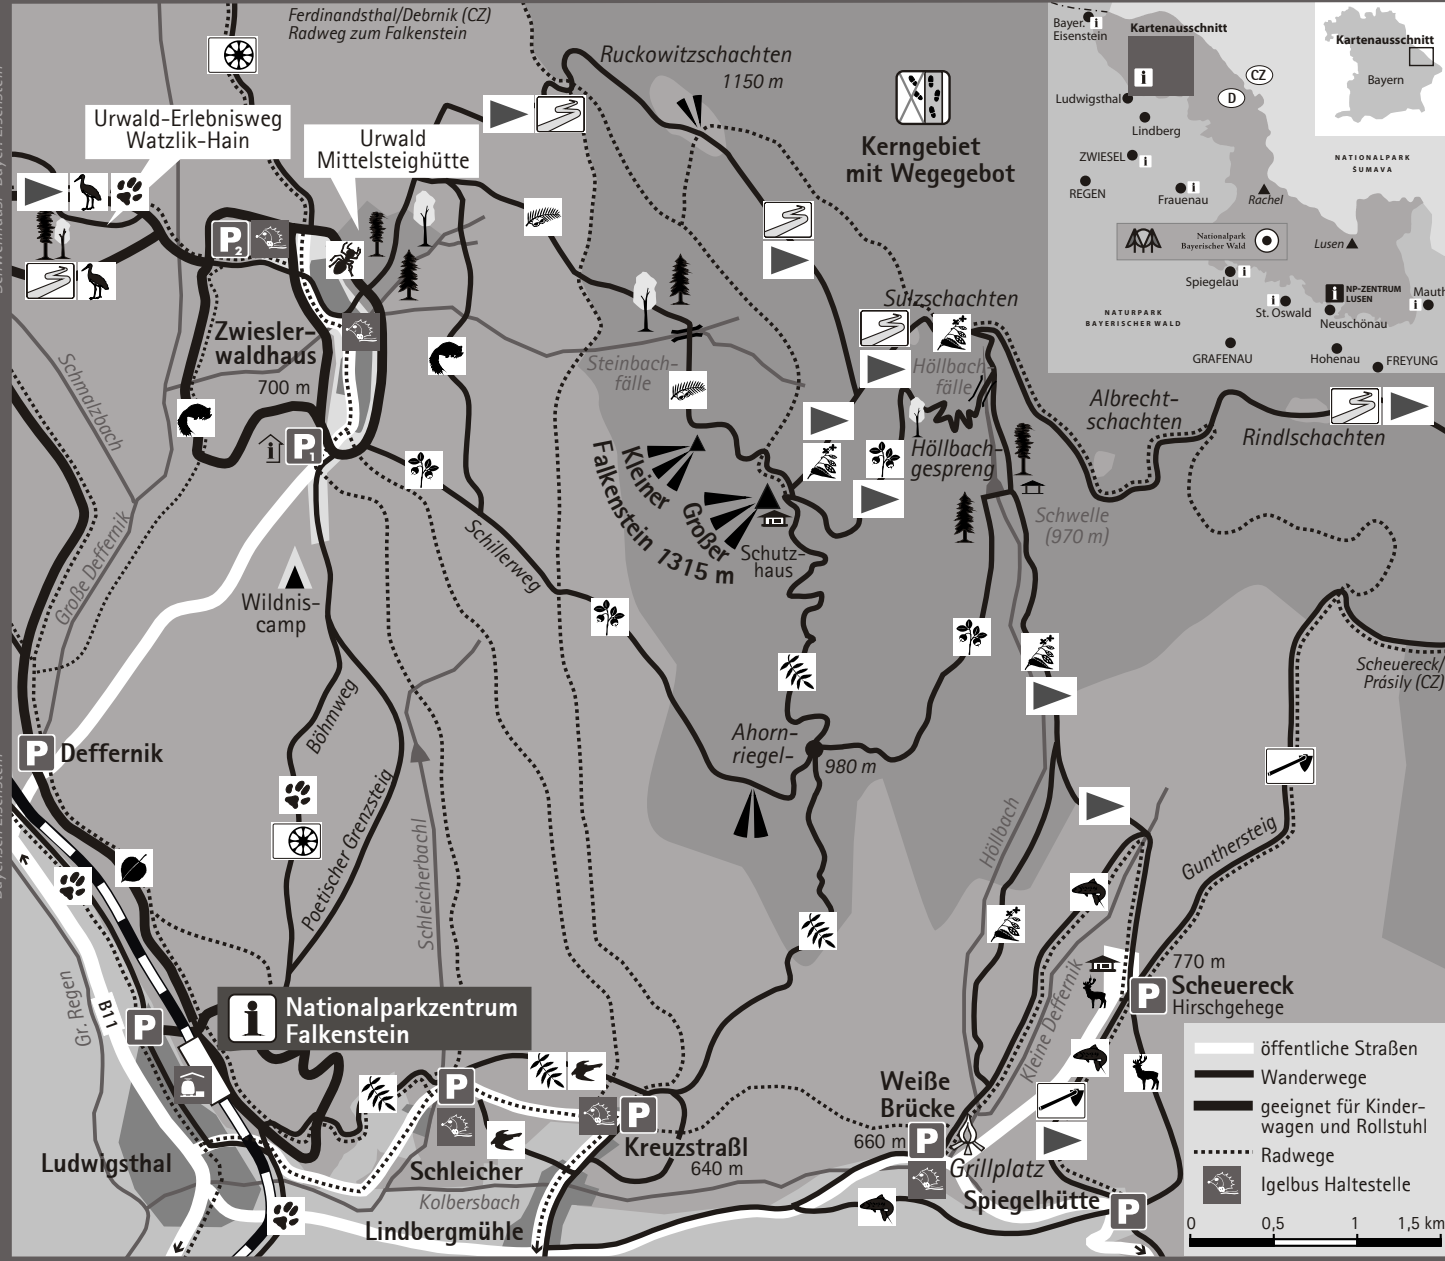 Ferdinandsthal/Debrnik (CZ)
Radweg zum Falkenstein
Ruckowitzschachten
1150 m
Urwald-Erlebnisweg
Watzlik-Hain
Urwald
Mittelsteighütte
Kerngebiet
mit Wegegebot
Bayer.
Eisenstein
Kartenausschnitt
CZ
D
Ludwigsthal
Lindberg
ZWIESEL
REGEN
Frauenau
Rachel
NATIONALPARK
ŠUMAVA
Nationalpark
Bayerischer Wald
Lusen
Spiegelau
St. Oswald
NP-ZENTRUM
LUSEN
Neuschönau
Mauth
NATURPARK
BAYERISCHER WALD
GRAFENAU
Hohenau
FREYUNG
Kartenausschnitt
Bayern
P2
Zwiesler-
waldhaus
700 m
P1
Schmalzbach
Große Deffernik
Steinbach-
fälle
Sulzschachten
Höllbach-
fälle
Höllbach-
gespreng
Albrecht-
schachten
Rindlschachten
Kleiner
Großer
Falkenstein 1315 m
Schutz-
haus
Schwelle
(970 m)
Schillerweg
Wildnis-
camp
Scheuereck/
Prásily (CZ)
Böhmweg
Poetischer Grenzsteig
Schleicherbachl
Ahorn-
riegel-
980 m
P
Deffernik
Höllbach
Gunthersteig
Kleine Deffernik
770 m
P
Scheuereck
Hirschgehege
Gr. Regen
B11
P
Nationalparkzentrum
Falkenstein
P
Schleicher
P
Kreuzstraßl
640 m
Weiße
Brücke
660 m
P
Grillplatz
Spiegelhütte
P
Ludwigsthal
Kolbersbach
Lindbergmühle
öffentliche Straßen
Wanderwege
geeignet für Kinder-
wagen und Rollstuhl
Radwege
Igelbus Haltestelle
0 0,5 1 1,5 km